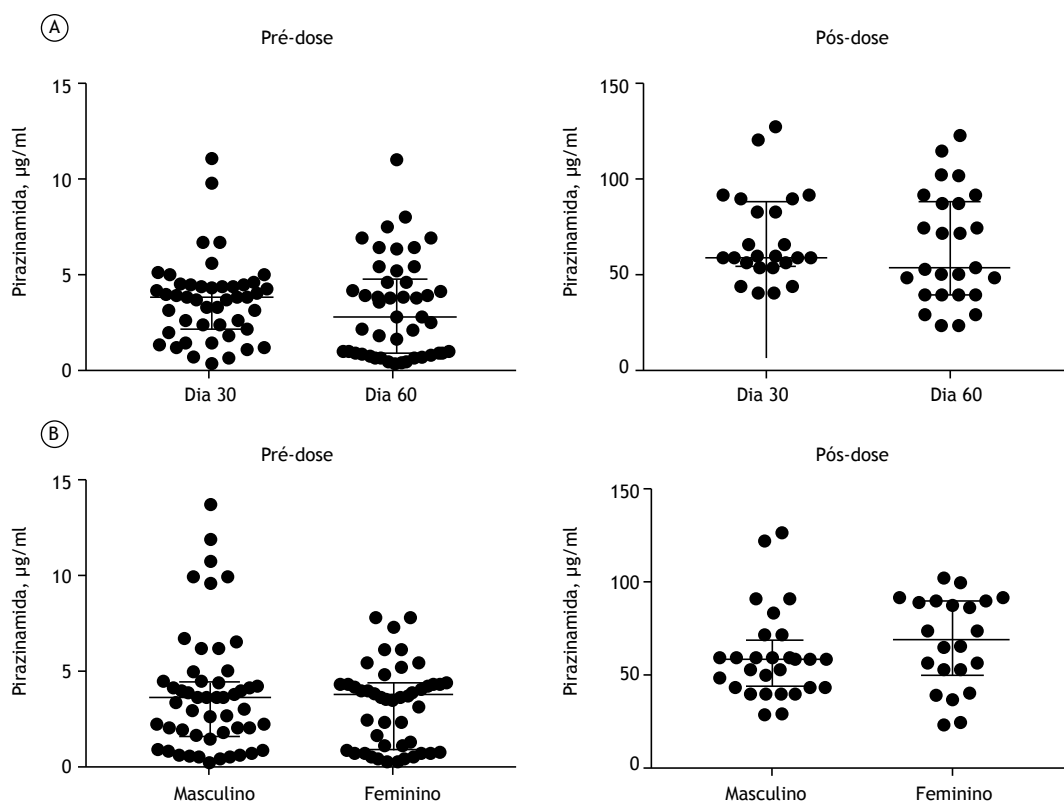 A
Pré-dose
Pós-dose
Pirazinamida, µg/ml
15
10
5
0
Dia 30
Dia 60
Pirazinamida, µg/ml
150
100
50
0
Dia 30
Dia 60
B
Pré-dose
Pós-dose
Pirazinamida, µg/ml
15
10
5
0
Masculino
Feminino
Pirazinamida, µg/ml
150
100
50
0
Masculino
Feminino